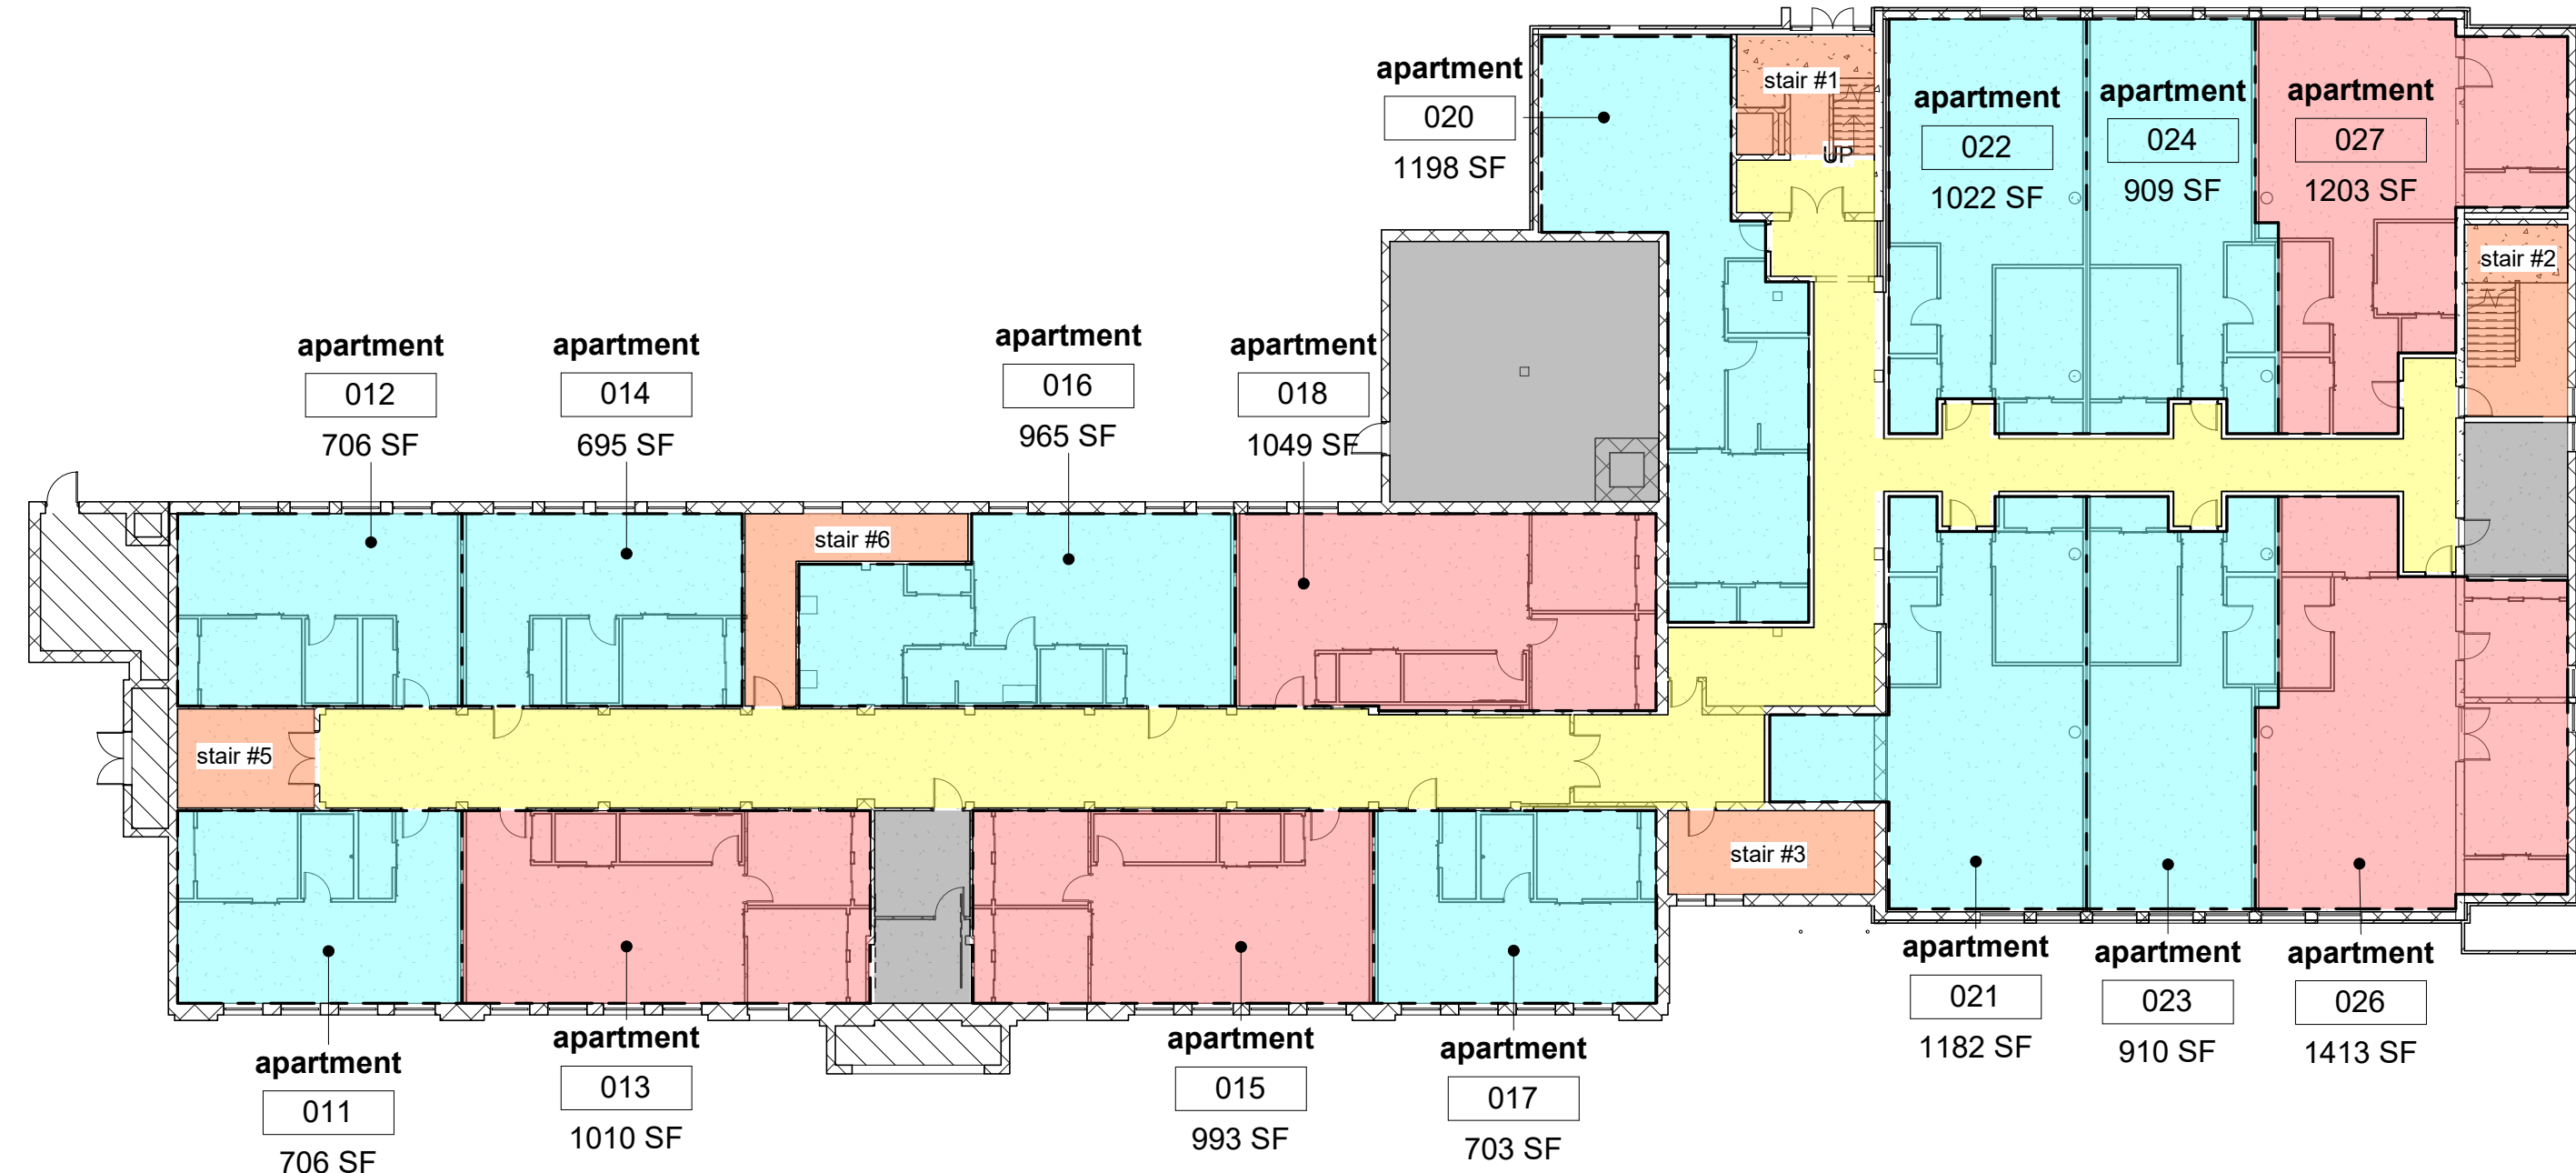 apartment
020
1198 SF
stair #1
UP
apartment
022
1022 SF
apartment
024
909 SF
apartment
027
1203 SF
stair #2
apartment
012
706 SF
apartment
014
695 SF
apartment
016
965 SF
apartment
018
1049 SF
stair #6
stair #5
stair #3
apartment
011
706 SF
apartment
013
1010 SF
apartment
015
993 SF
apartment
017
703 SF
apartment
021
1182 SF
apartment
023
910 SF
apartment
026
1413 SF